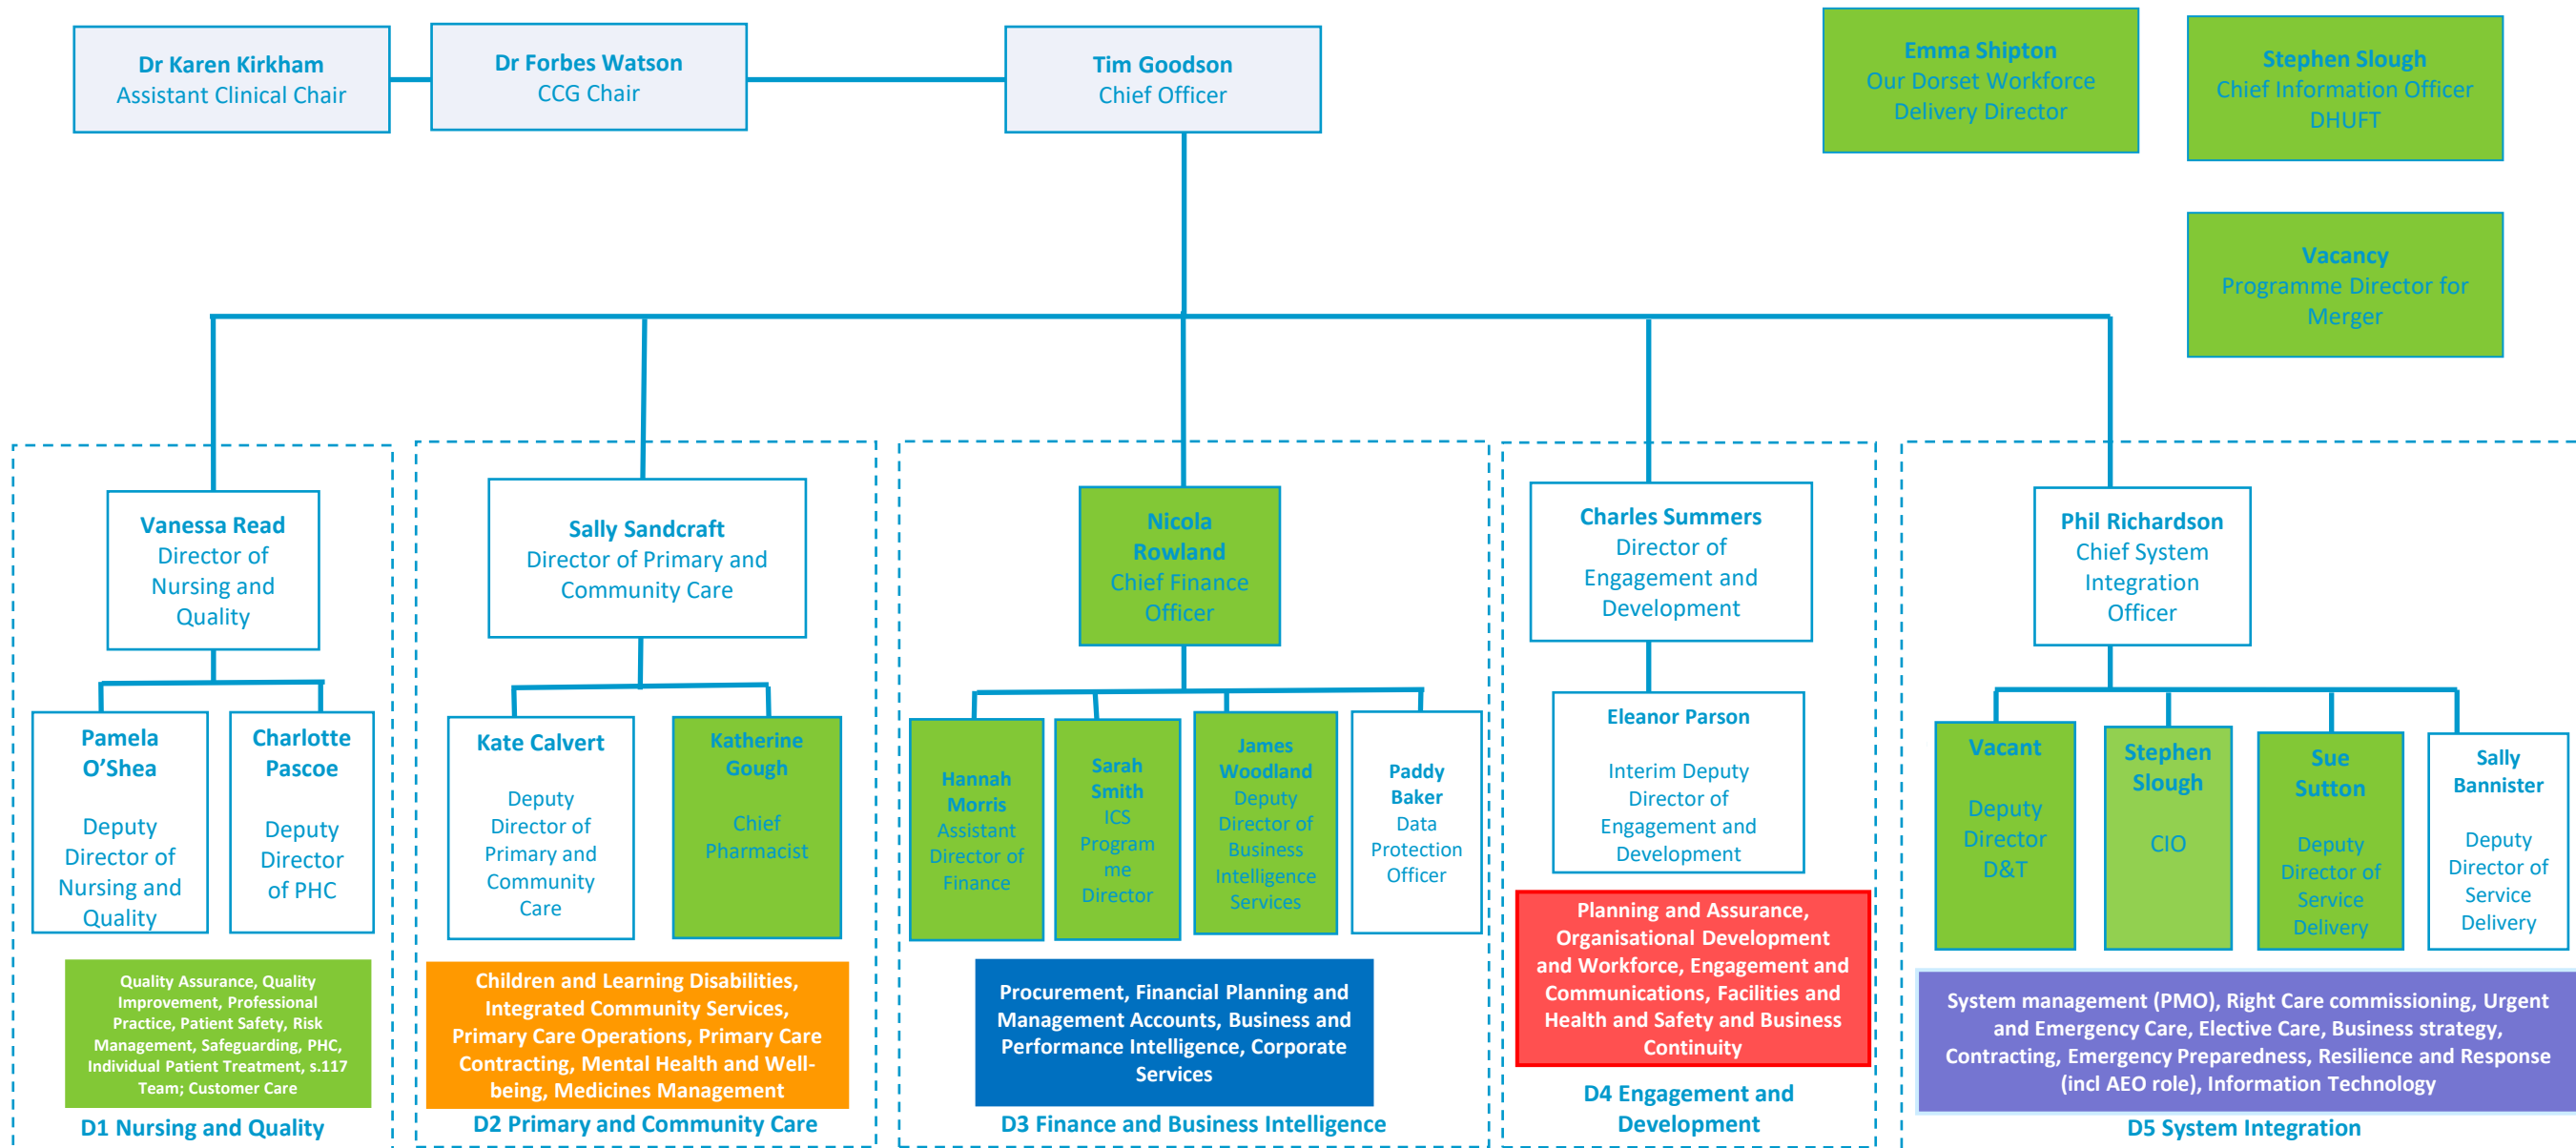 Dr Karen Kirkham
Assistant Clinical Chair
Dr Forbes Watson
CCG Chair
Tim Goodson
Chief Officer
Emma Shipton
Our Dorset Workforce
Delivery Director
Stephen Slough
Chief Information Officer
DHUFT
Vacancy
Programme Director for
Merger
Vanessa Read
Director of
Nursing and
Quality
Sally Sandcraft
Director of Primary and
Community Care
Nicola
Rowland
Chief Finance
Officer
Charles Summers
Director of
Engagement and
Development
Phil Richardson
Chief System
Integration
Officer
Pamela
O’Shea
Deputy
Director of
Nursing and
Quality
Charlotte
Pascoe
Deputy
Director
of PHC
Kate Calvert
Deputy
Director of
Primary and
Community
Care
Katherine
Gough
Chief
Pharmacist
Hannah
Morris
Assistant
Director of
Finance
Sarah
Smith
ICS
Program
me
Director
James
Woodland
Deputy
Director of
Business
Intelligence
Services
Paddy
Baker
Data
Protection
Officer
Eleanor Parson
Interim Deputy
Director of
Engagement and
Development
Vacant
Deputy
Director
D&T
Stephen
Slough
CIO
Sue
Sutton
Deputy
Director of
Service
Delivery
Sally
Bannister
Deputy
Director of
Service
Delivery
Quality Assurance, Quality
Improvement, Professional
Practice, Patient Safety, Risk
Management, Safeguarding, PHC,
Individual Patient Treatment, s.117
Team; Customer Care
D1 Nursing and Quality
Children and Learning Disabilities,
Integrated Community Services,
Primary Care Operations, Primary Care
Contracting, Mental Health and Well-
being, Medicines Management
D2 Primary and Community Care
Procurement, Financial Planning and
Management Accounts, Business and
Performance Intelligence, Corporate
Services
D3 Finance and Business Intelligence
Planning and Assurance,
Organisational Development
and Workforce, Engagement and
Communications, Facilities and
Health and Safety and Business
Continuity
D4 Engagement and
Development
System management (PMO), Right Care commissioning, Urgent
and Emergency Care, Elective Care, Business strategy,
Contracting, Emergency Preparedness, Resilience and Response
(incl AEO role), Information Technology
D5 System Integration